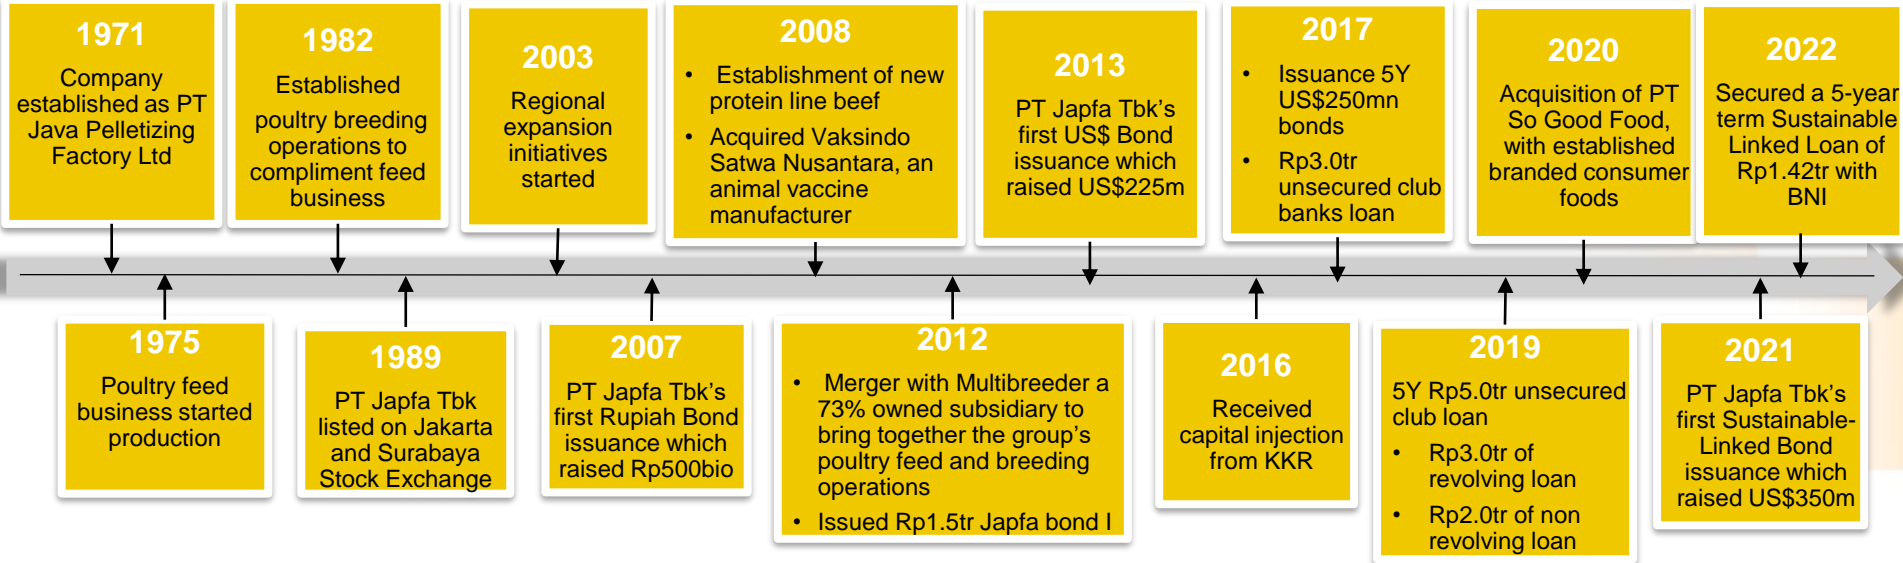 1971
Company
established as PT
Java Pelletizing
Factory Ltd
1982
Established
poultry breeding
operations to
compliment feed
business
2003
Regional
expansion
initiatives
started
2008
• Establishment of new
protein line beef
• Acquired Vaksindo
Satwa Nusantara, an
animal vaccine
manufacturer
2013
PT Japfa Tbk’s
first US$ Bond
issuance which
raised US$225m
2017
• Issuance 5Y
US$250mn
bonds
• Rp3.0tr
unsecured club
banks loan
2020
Acquisition of PT
So Good Food,
with established
branded consumer
foods
2022
Secured a 5-year
term Sustainable
Linked Loan of
Rp1.42tr with
BNI
1975
Poultry feed
business started
production
1989
PT Japfa Tbk
listed on Jakarta
and Surabaya
Stock Exchange
2007
PT Japfa Tbk’s
first Rupiah Bond
issuance which
raised Rp500bio
2012
• Merger with Multibreeder a
73% owned subsidiary to
bring together the group’s
poultry feed and breeding
operations
• Issued Rp1.5tr Japfa bond I
2016
Received
capital injection
from KKR
2019
5Y Rp5.0tr unsecured
club loan
• Rp3.0tr of
revolving loan
• Rp2.0tr of non
revolving loan
2021
PT Japfa Tbk’s
first Sustainable-
Linked Bond
issuance which
raised US$350m